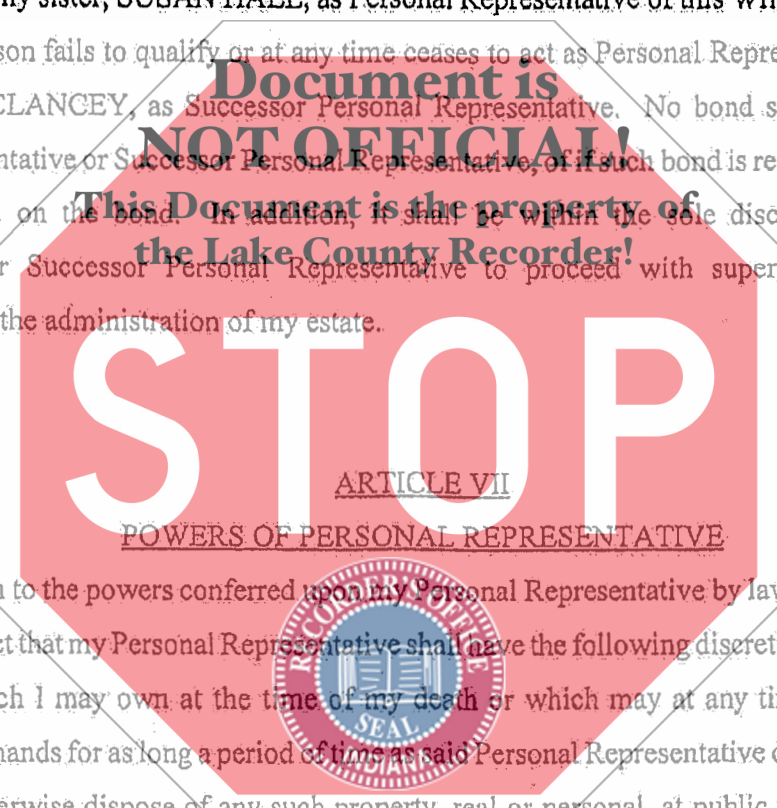 my sister, SUSAN HALL, as Personal Representative of this
son fails to qualify or at any time ceases to act as Personal Repre
Document is
CLANCEY, as Successor Personal Representative. No bond s
NOT OFFICIAL!
ntative or Successor Personal Representative, or if such bond is re
This Document is the property of
on the bond. In addition, it shall be within the sole disc
the Lake County Recorder!
r Successor Personal Representative to proceed with super
the administration of my estate.
STOP
ARTICLE VII
POWERS OF PERSONAL REPRESENTATIVE
n to the powers conferred upon my Personal Representative by law
RECORDER'S OFFICE
ct that my Personal Representative shall have the following discret
ch I may own at the time of my death or which may at any ti
SEAL
hands for as long a period of time as said Personal Representative
INDIANA
erwise dispose of any such property, real or personal, at public